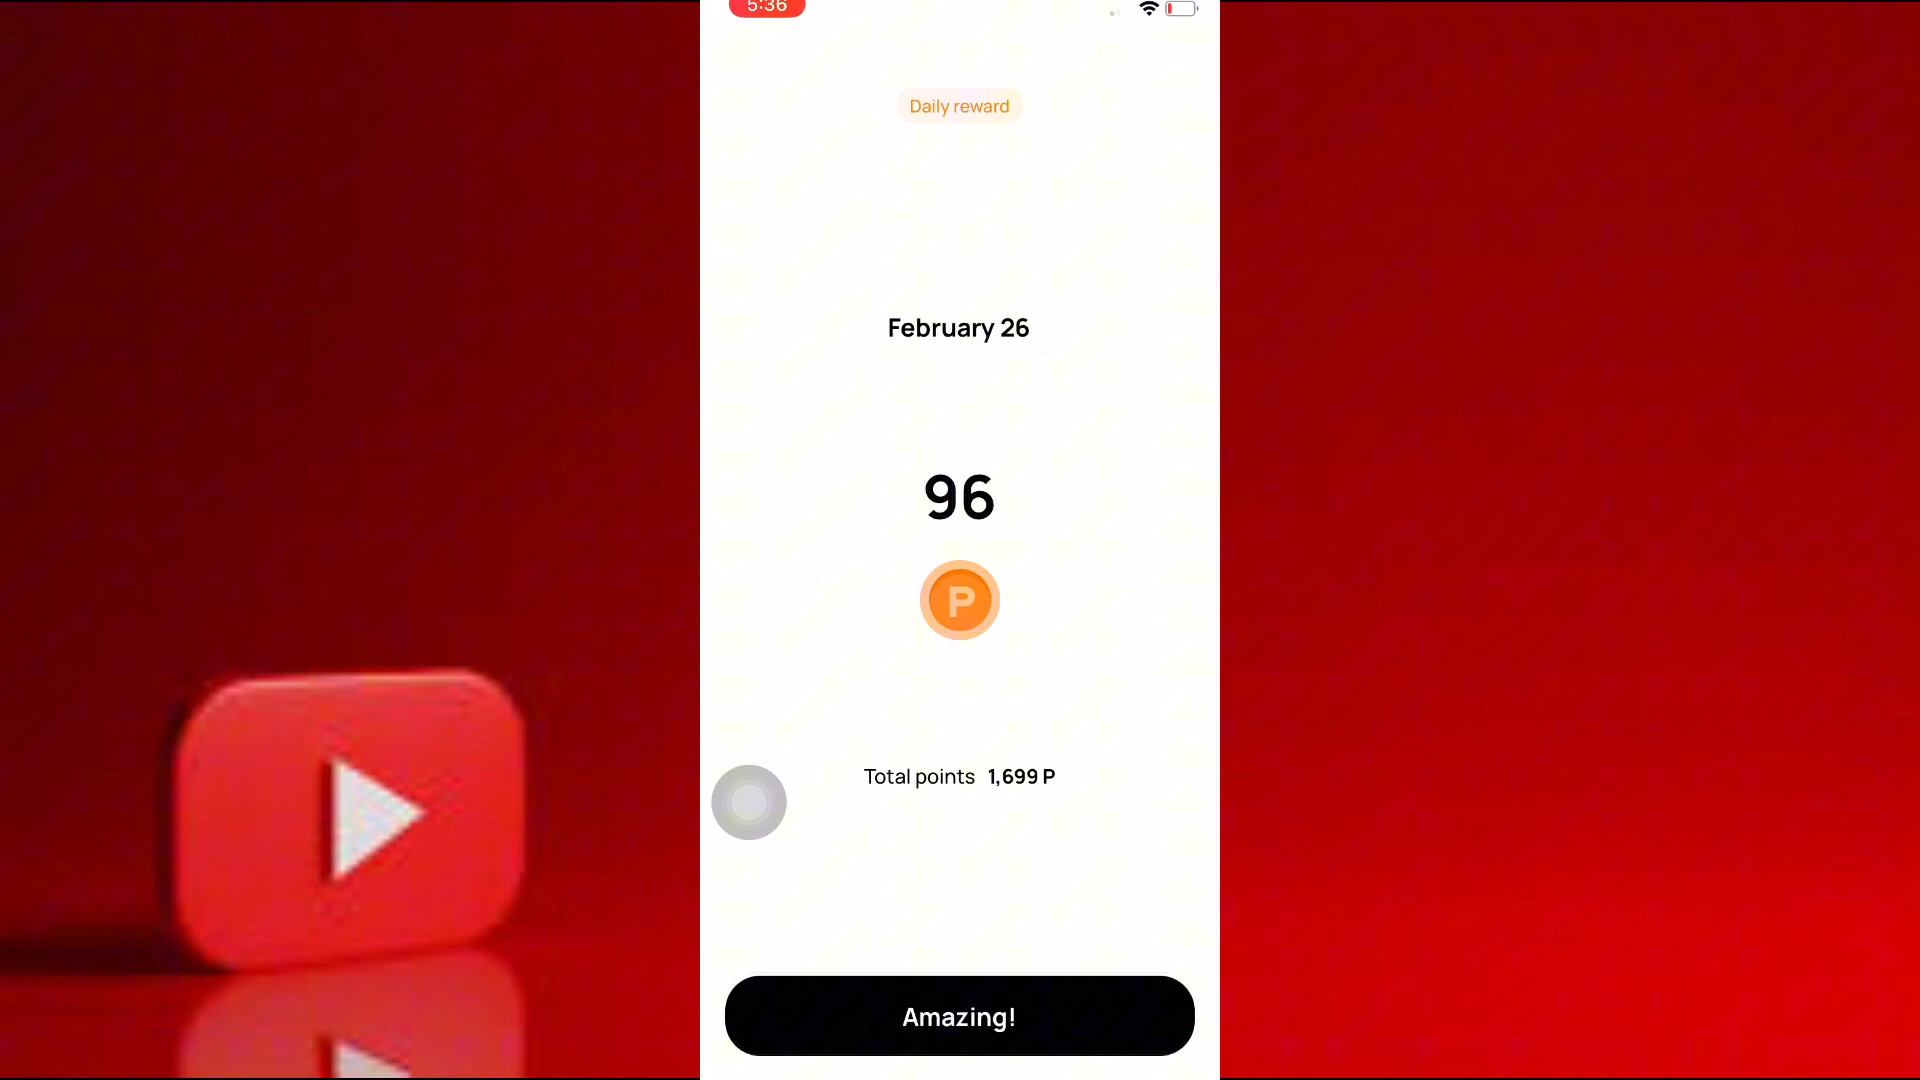 5:36
Daily reward
February 26
96
P
Total points 1,699 P
Amazing!